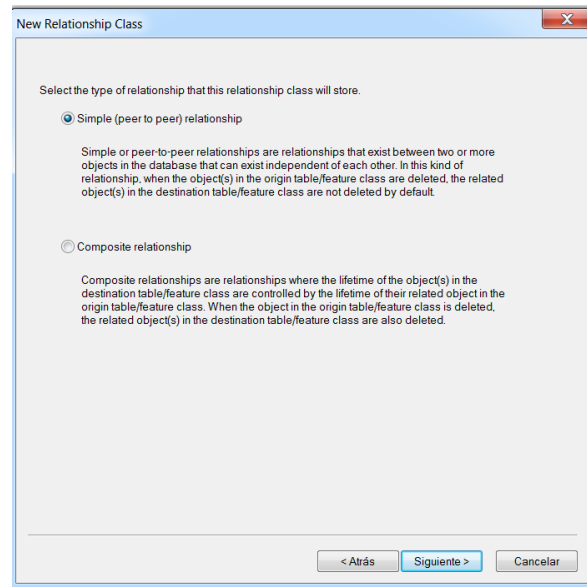 New Relationship Class
X
Select the type of relationship that this relationship class will store.
Simple (peer to peer) relationship
Simple or peer-to-peer relationships are relationships that exist between two or more
objects in the database that can exist independent of each other. In this kind of
relationship, when the object(s) in the origin table/feature class are deleted, the related
object(s) in the destination table/feature class are not deleted by default.
Composite relationship
Composite relationships are relationships where the lifetime of the object(s) in the
destination table/feature class are controlled by the lifetime of their related object in the
origin table/feature class. When the object in the origin table/feature class is deleted,
the related object(s) in the destination table/feature class are also deleted.
< Atrás Siguiente > Cancelar